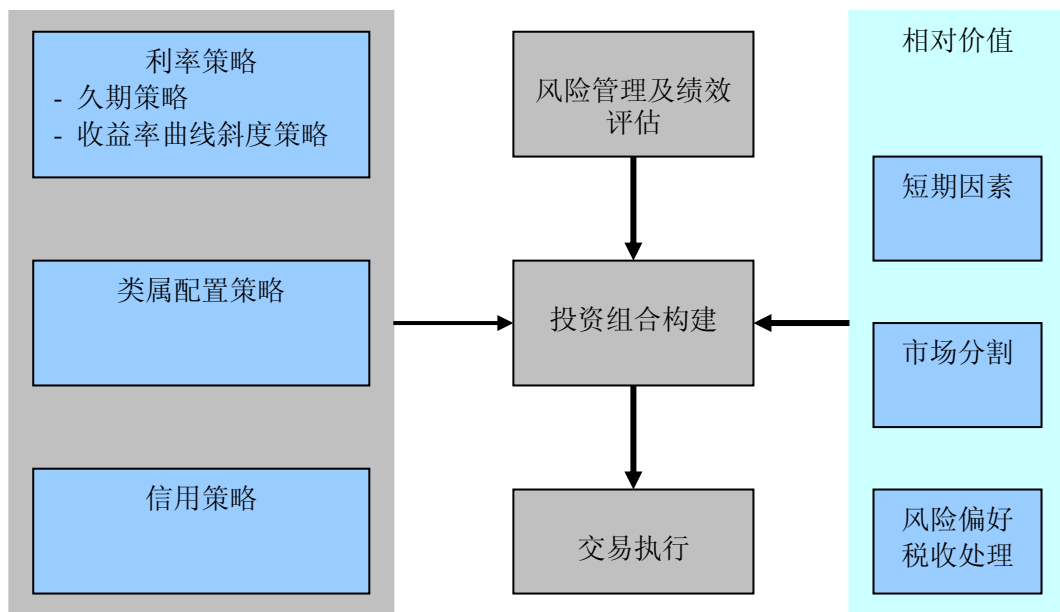 利率策略
- 久期策略
- 收益率曲线斜度策略
类属配置策略
信用策略
风险管理及绩效
评估
投资组合构建
交易执行
相对价值
短期因素
市场分割
风险偏好
税收处理